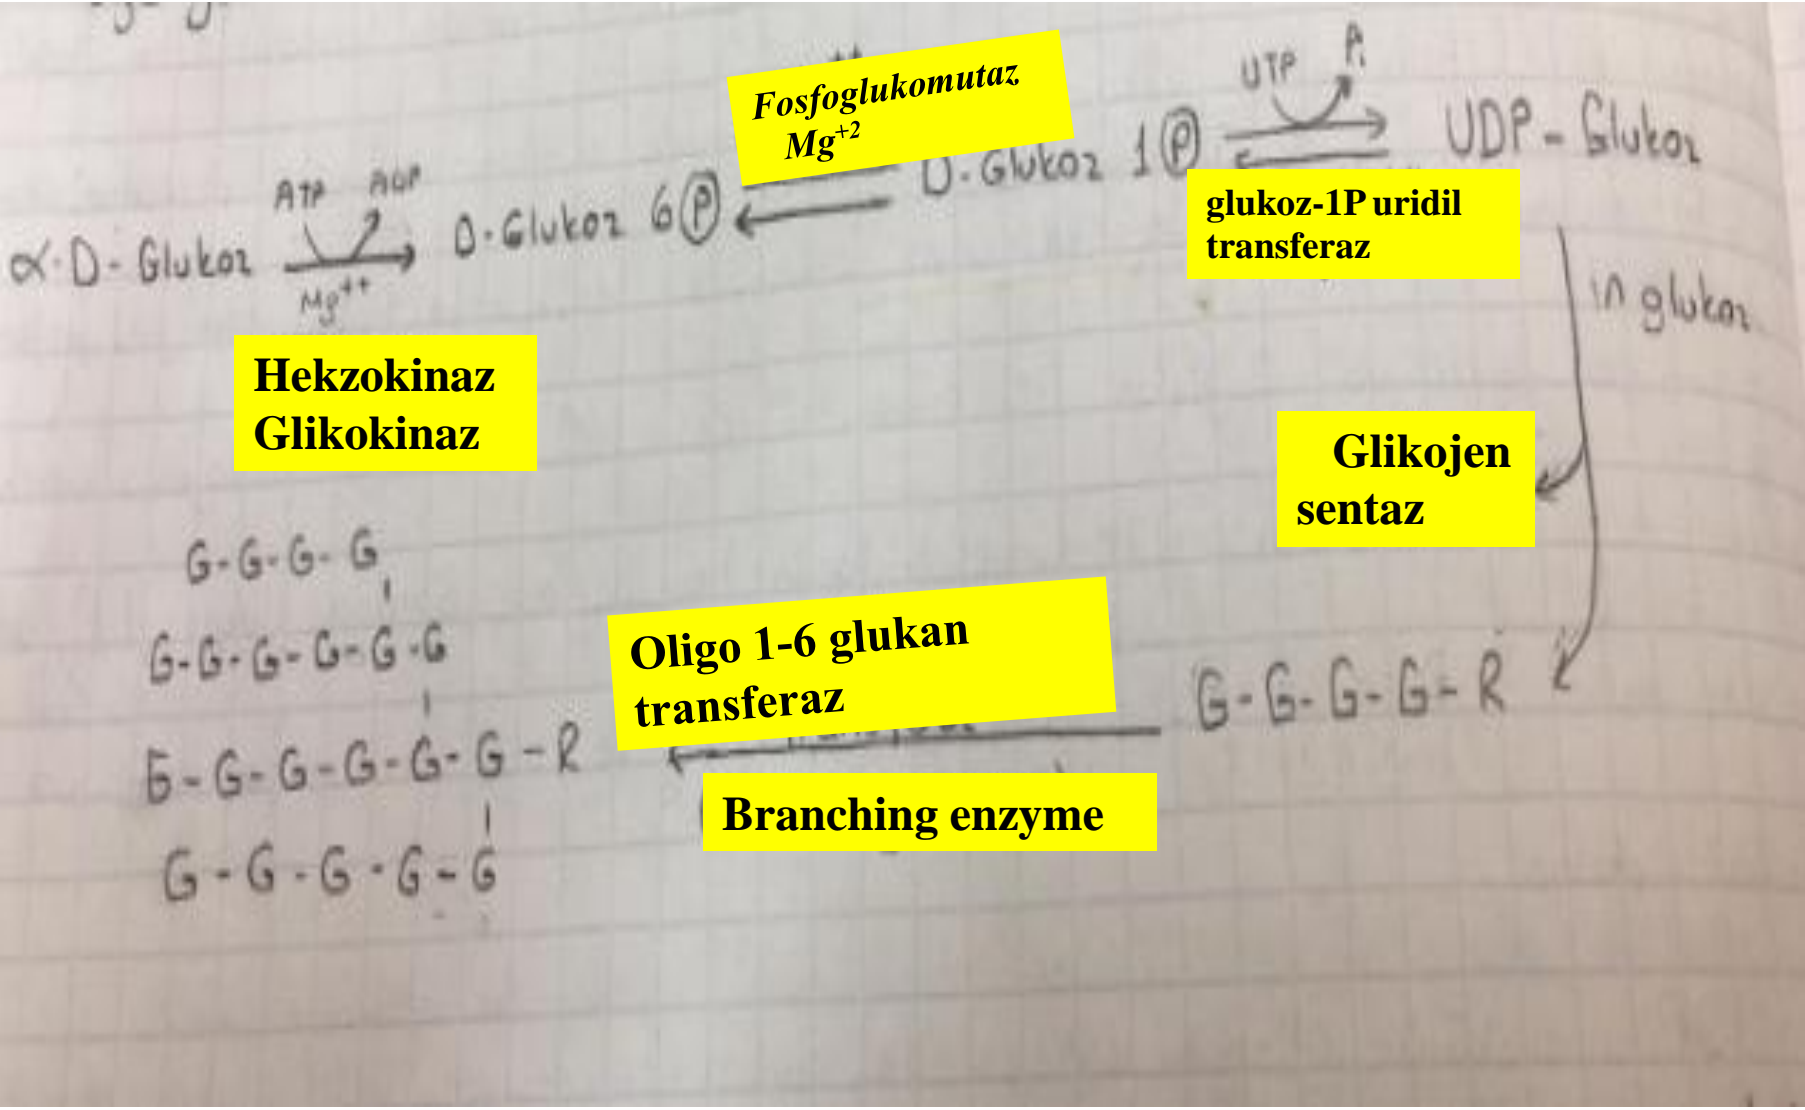 Fosfoglukomutaz
Mg+2
UTP Pi
α-D-Glukoz
ATP ADP
Mg++
D-Glukoz 6 P
D-Glukoz 1 P
UDP-Glukoz
glukoz-1P uridil
transferaz
Hekzokinaz
Glikokinaz
in glukoz
Glikojen
sentaz
G-G-G-G
G-G-G-G-G-G
G-G-G-G-G-G-R
G-G-G-G-G
Oligo 1-6 glukan
transferaz
Branching enzyme
G-G-G-G-R